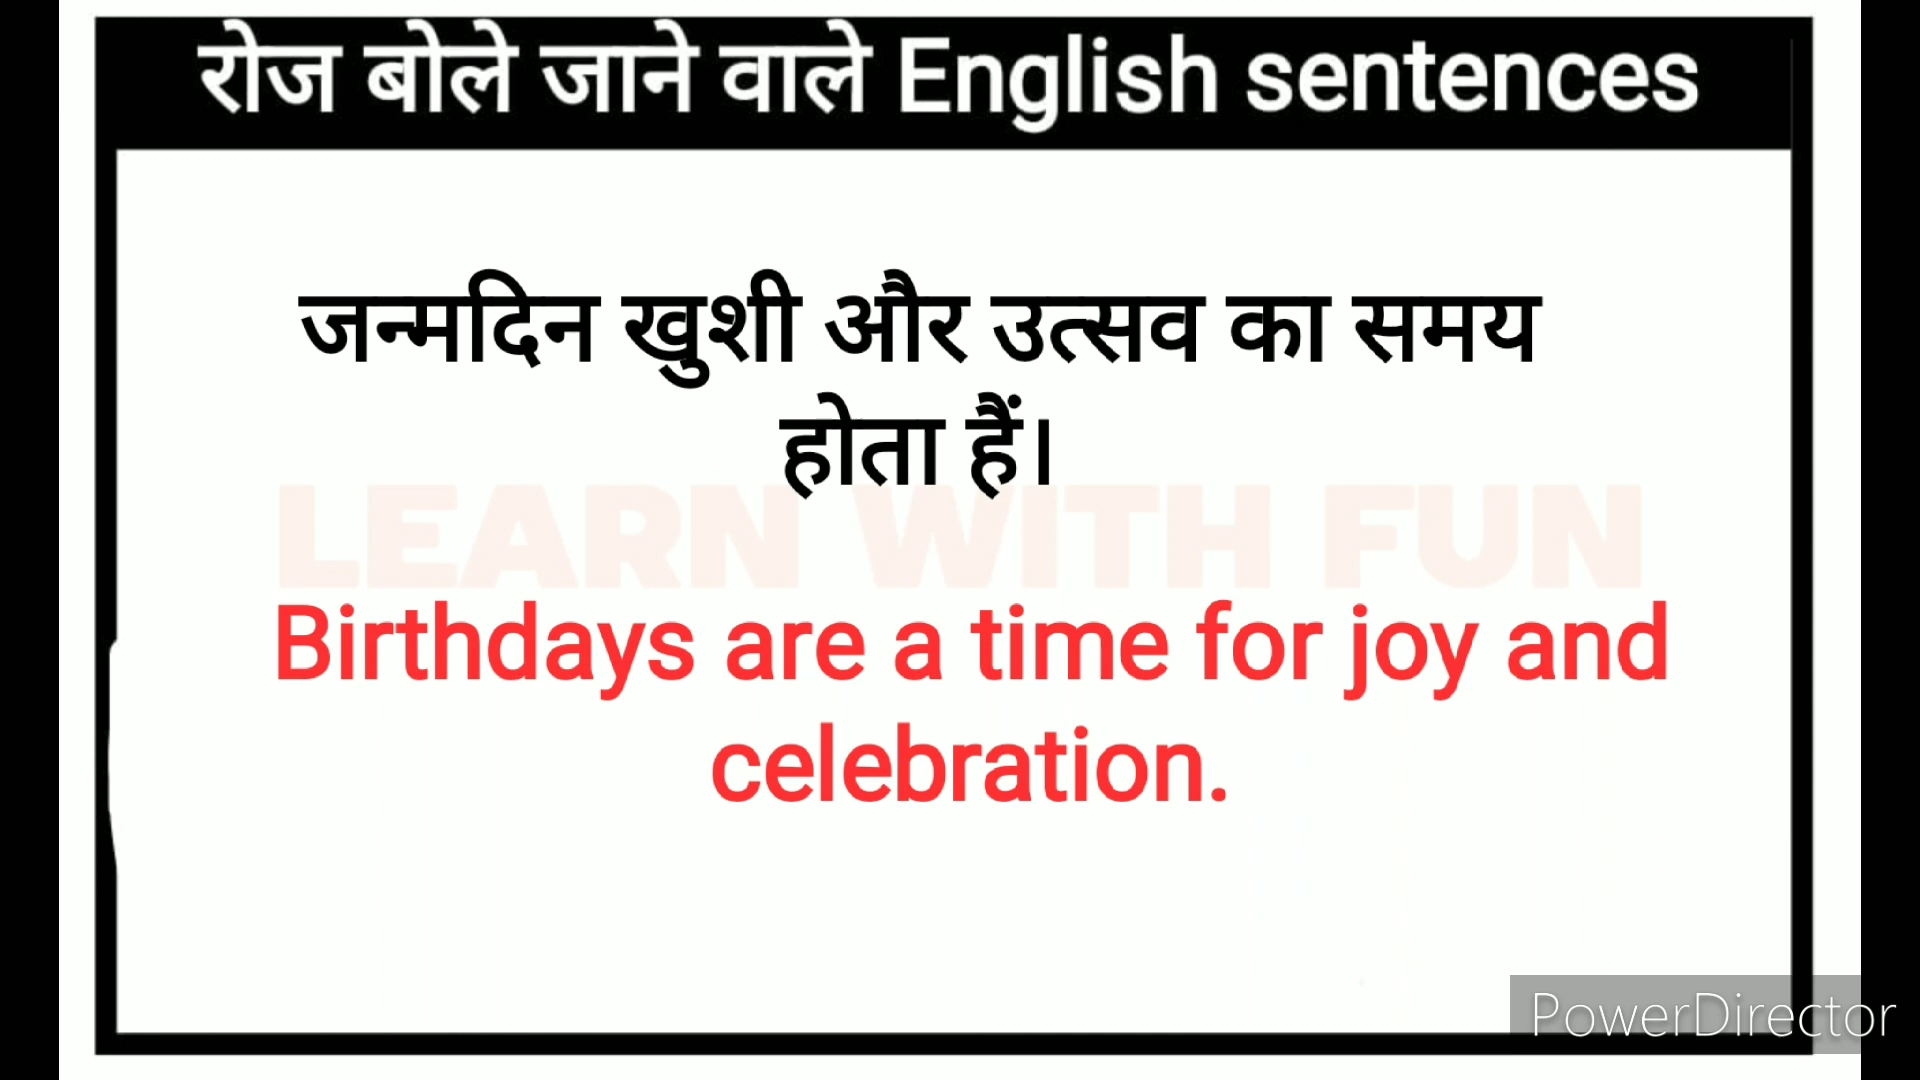 रोज बोले जाने वाले English sentences
जन्मदिन खुशी और उत्सव का समय
होता हैं।
LEARN WITH FUN
Birthdays are a time for joy and
celebration.
PowerDirector